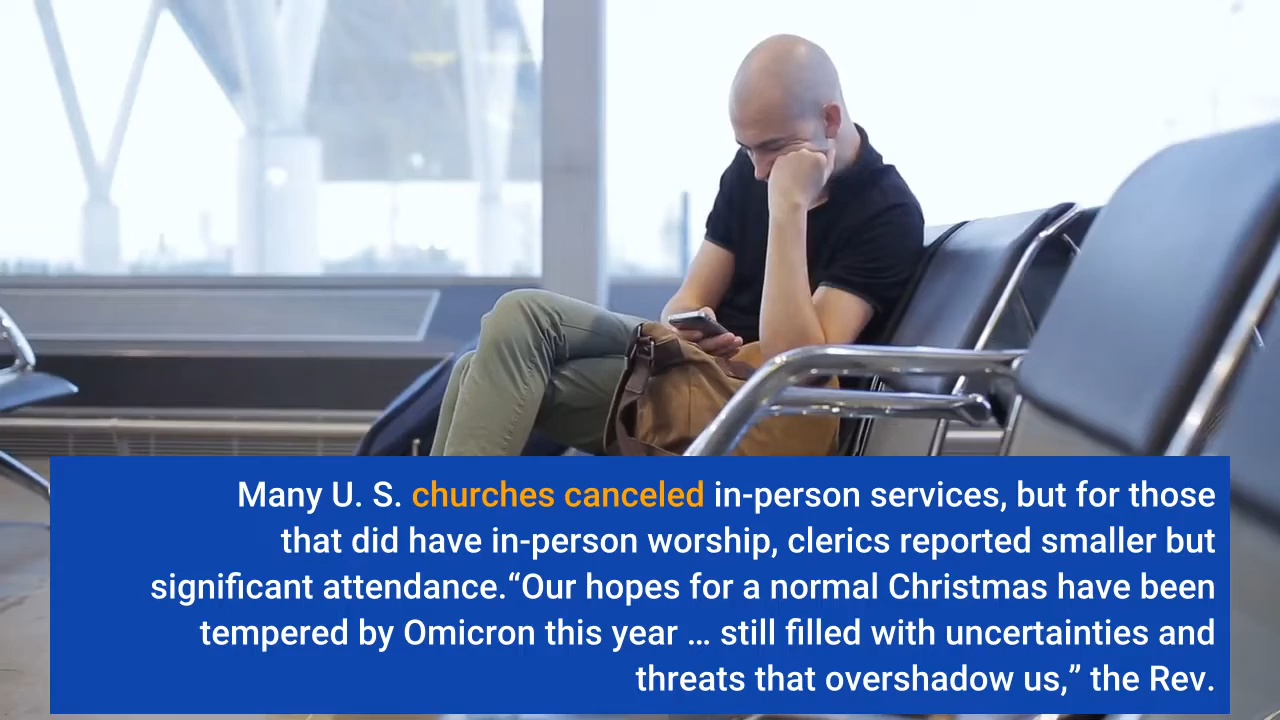 Many U. S. churches canceled in-person services, but for those
that did have in-person worship, clerics reported smaller but
significant attendance.“Our hopes for a normal Christmas have been
tempered by Omicron this year … still filled with uncertainties and
threats that overshadow us,” the Rev.